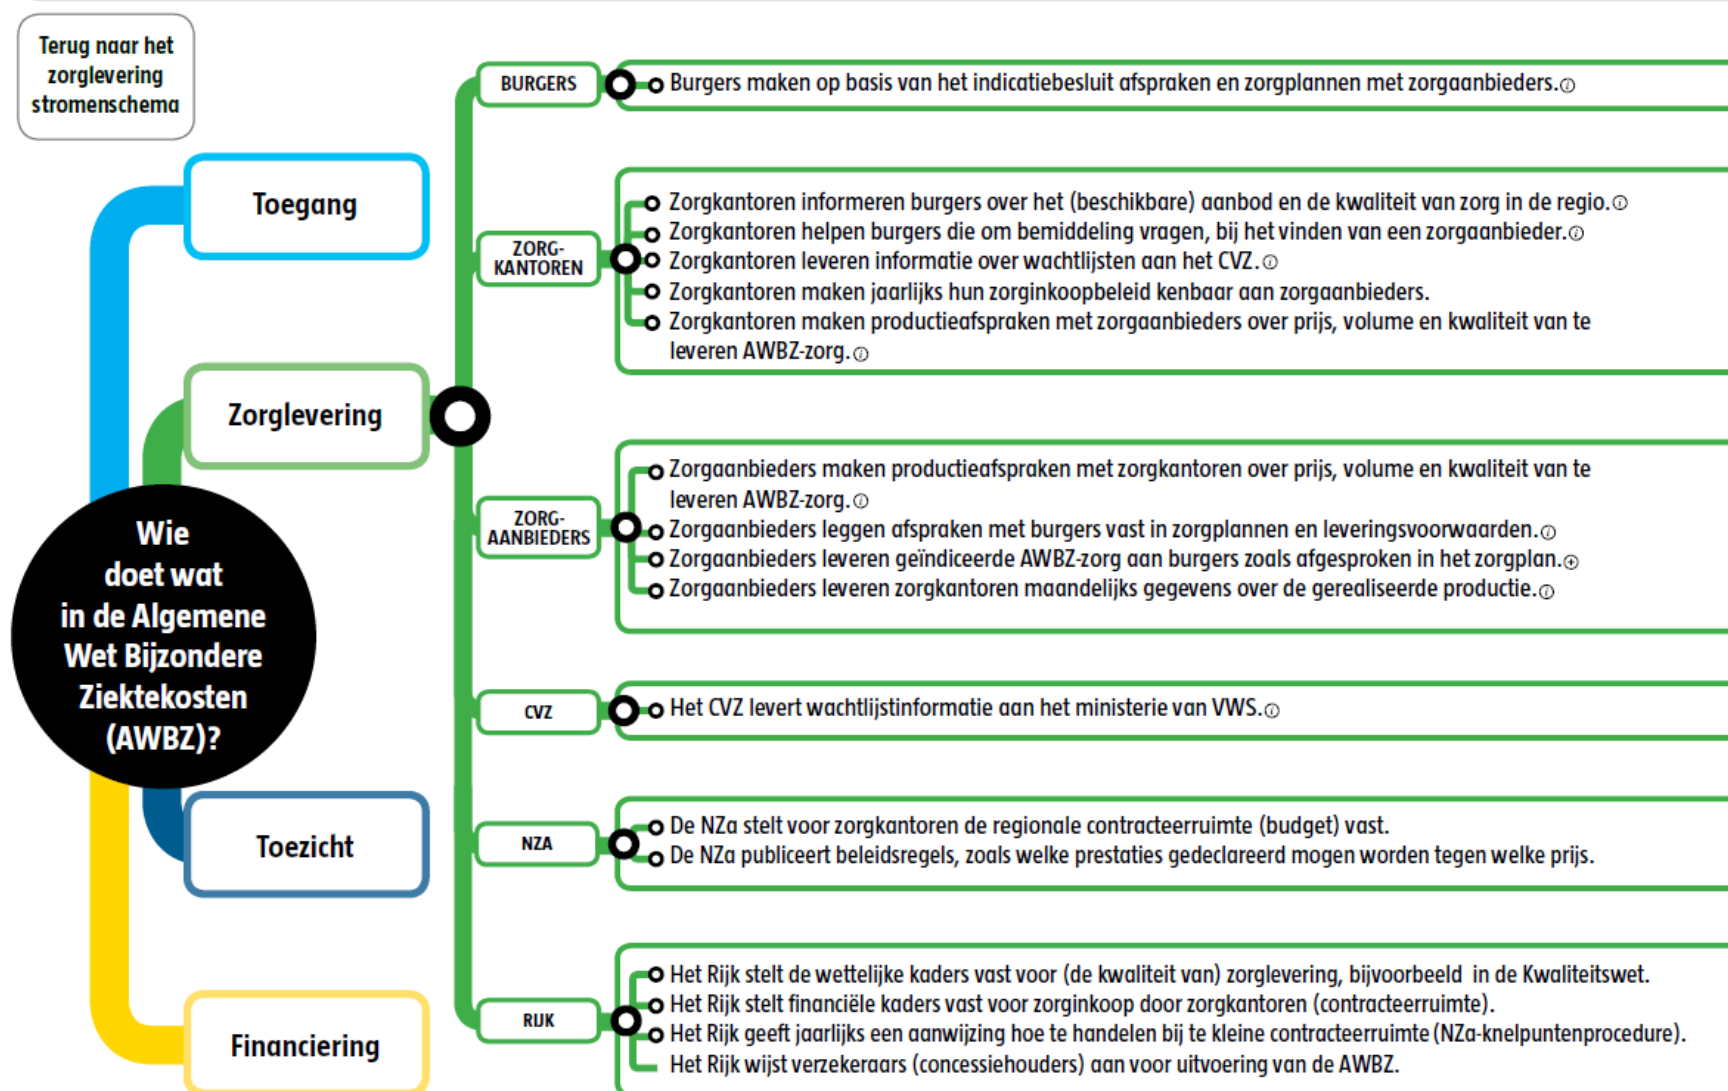 Terug naar het
zorglevering
stromenschema
Toegang
Zorglevering
Wie
doet wat
in de Algemene
Wet Bijzondere
Ziektekosten
(AWBZ)?
Toezicht
Financiering
BURGERS
Burgers maken op basis van het indicatiebesluit afspraken en zorgplannen met zorgaanbieders.
ZORG-
KANTOREN
Zorgkantoren informeren burgers over het (beschikbare) aanbod en de kwaliteit van zorg in de regio.
Zorgkantoren helpen burgers die om bemiddeling vragen, bij het vinden van een zorgaanbieder.
Zorgkantoren leveren informatie over wachtlijsten aan het CVZ.
Zorgkantoren maken jaarlijks hun zorginkoopbeleid kenbaar aan zorgaanbieders.
Zorgkantoren maken productieafspraken met zorgaanbieders over prijs, volume en kwaliteit van te
leveren AWBZ-zorg.
ZORG-
AANBIEDERS
Zorgaanbieders maken productieafspraken met zorgkantoren over prijs, volume en kwaliteit van te
leveren AWBZ-zorg.
Zorgaanbieders leggen afspraken met burgers vast in zorgplannen en leveringsvoorwaarden.
Zorgaanbieders leveren geïndiceerde AWBZ-zorg aan burgers zoals afgesproken in het zorgplan.
Zorgaanbieders leveren zorgkantoren maandelijks gegevens over de gerealiseerde productie.
CVZ
Het CVZ levert wachtlijstinformatie aan het ministerie van VWS.
NZA
De NZa stelt voor zorgkantoren de regionale contracteerruimte (budget) vast.
De NZa publiceert beleidsregels, zoals welke prestaties gedeclareerd mogen worden tegen welke prijs.
RIJK
Het Rijk stelt de wettelijke kaders vast voor (de kwaliteit van) zorglevering, bijvoorbeeld in de Kwaliteitswet.
Het Rijk stelt financiële kaders vast voor zorginkoop door zorgkantoren (contracteerruimte).
Het Rijk geeft jaarlijks een aanwijzing hoe te handelen bij te kleine contracteerruimte (NZa-knelpuntenprocedure).
Het Rijk wijst verzekeraars (concessiehouders) aan voor uitvoering van de AWBZ.